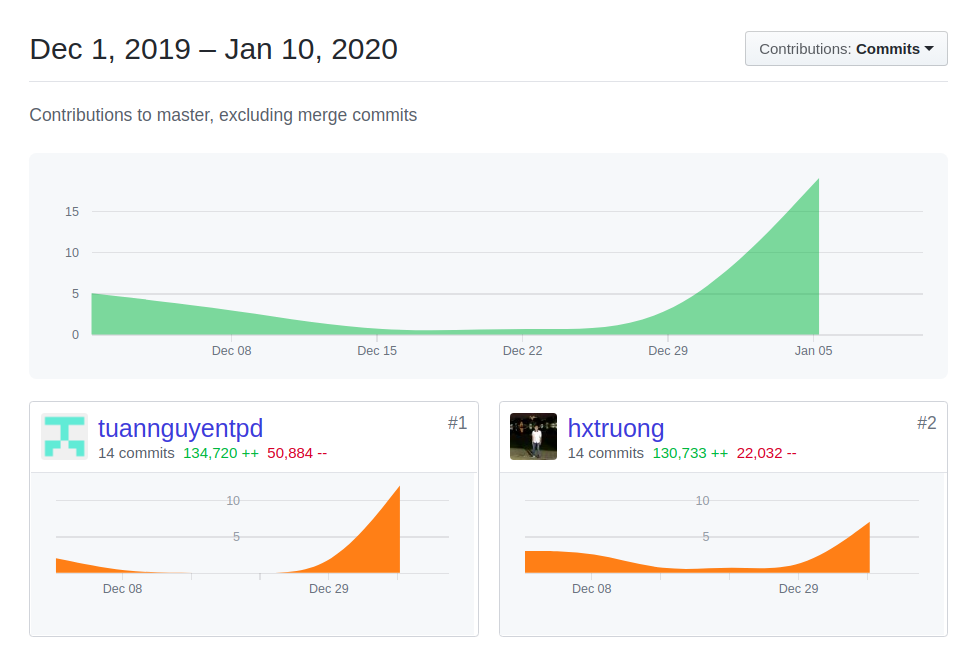 Dec 1, 2019 – Jan 10, 2020
Contributions: Commits
Contributions to master, excluding merge commits
15
10
5
0
Dec 08 Dec 15 Dec 22 Dec 29 Jan 05
tuannguyentpd #1
14 commits 134,720 ++ 50,884 --
10
5
Dec 08 Dec 29
hxtruong #2
14 commits 130,733 ++ 22,032 --
10
5
Dec 08 Dec 29